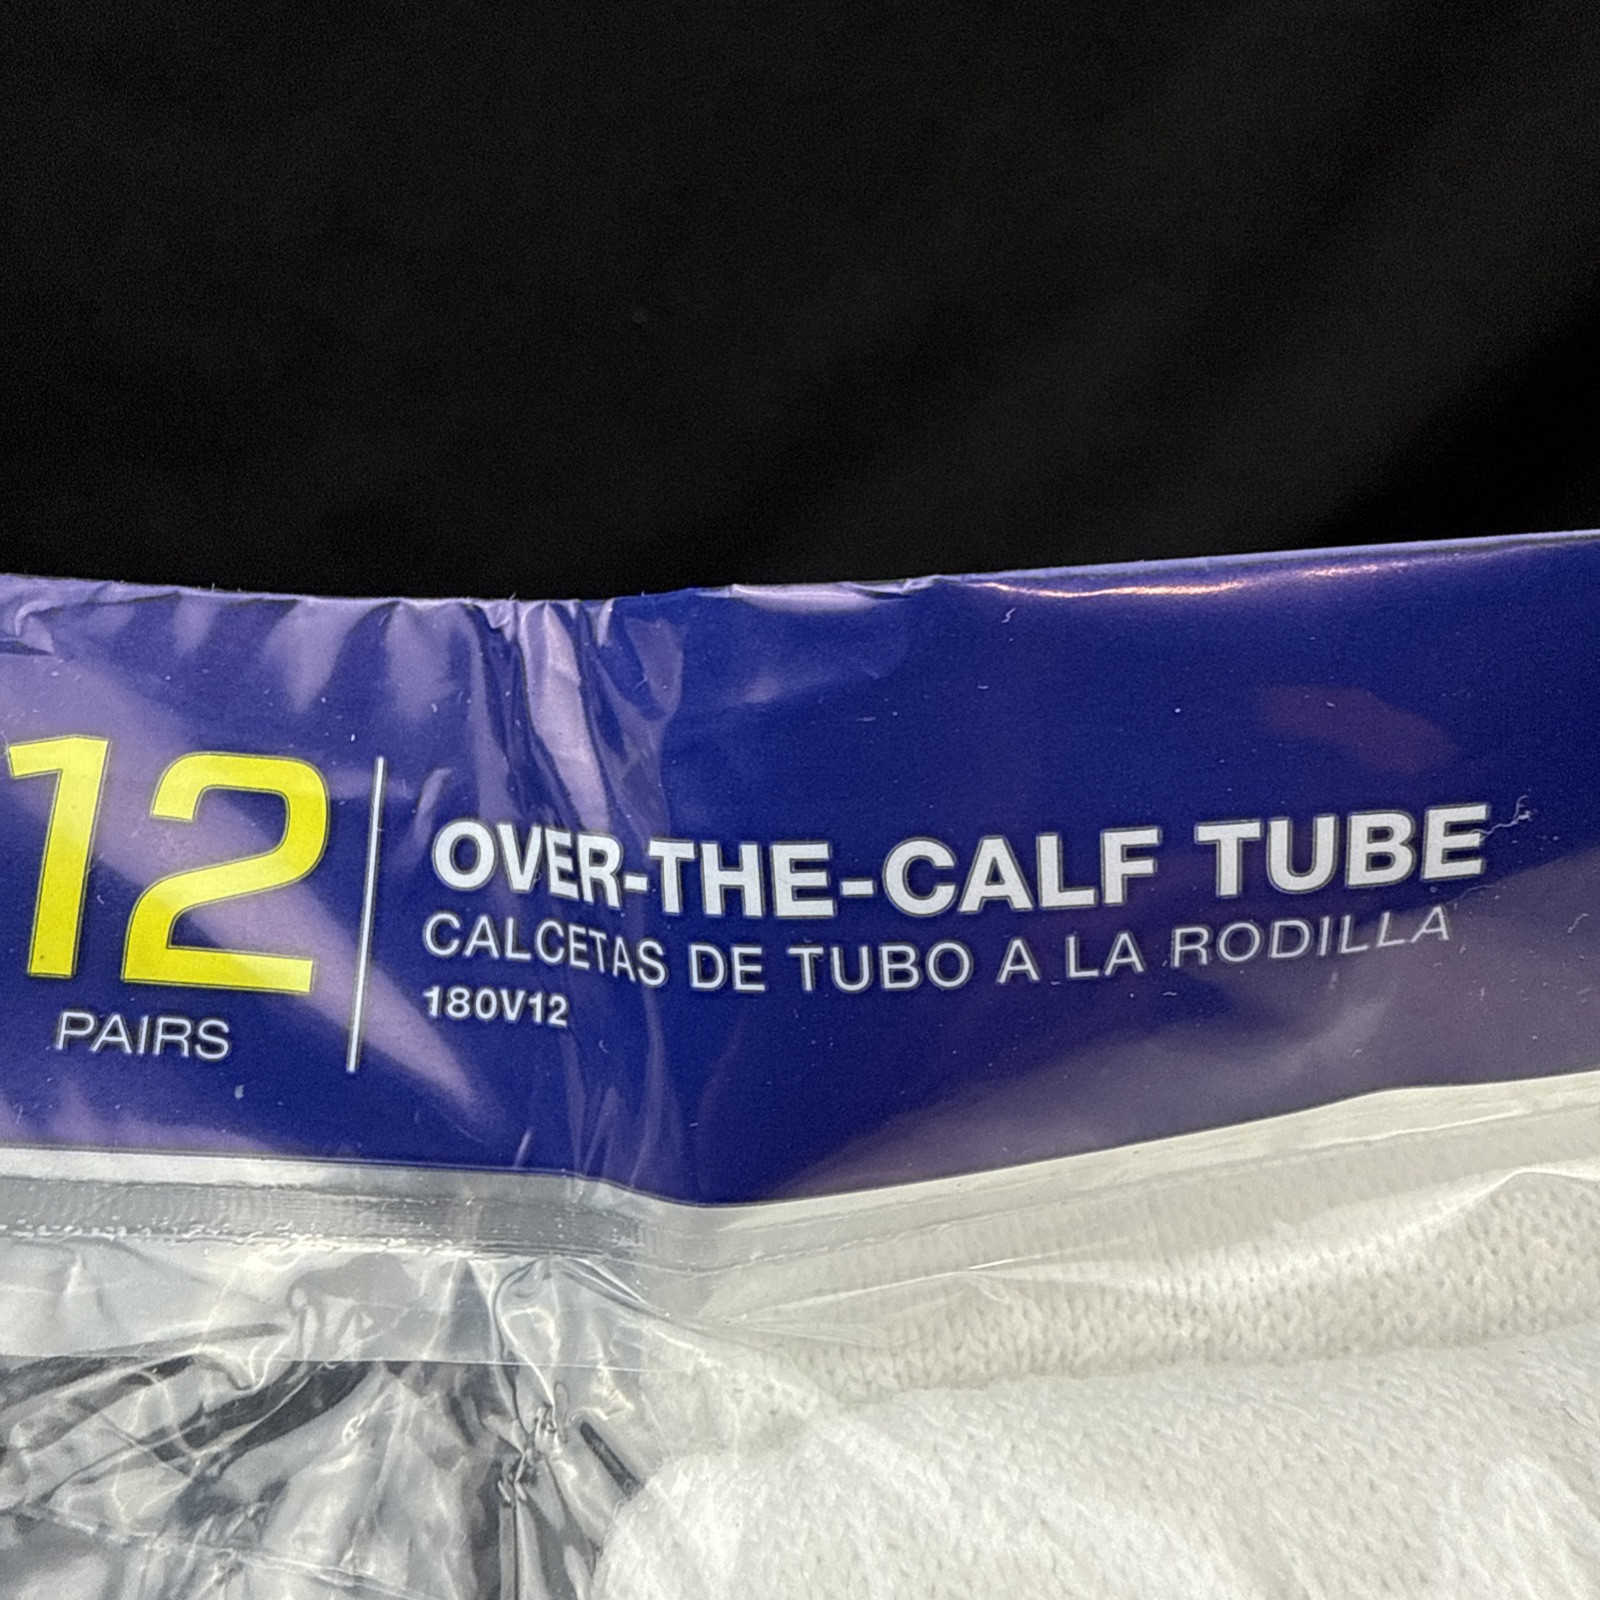 12
PAIRS
OVER-THE-CALF TUBE
CALCETAS DE TUBO A LA RODILLA
180V12